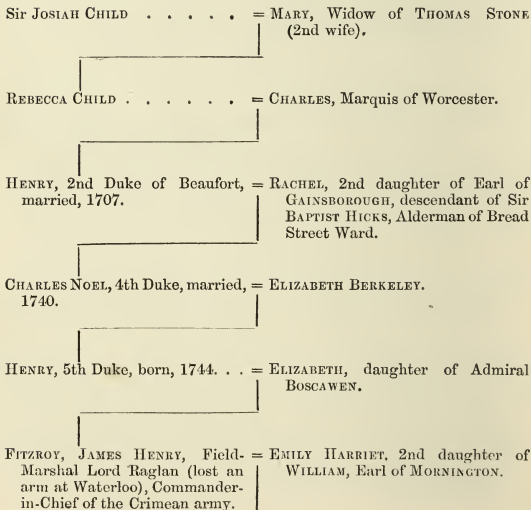 Sir JOSIAH CHILD . . . . . = MARY, Widow of THOMAS STONE
(2nd wife).
REBECCA CHILD . . . . . . = CHARLES, Marquis of Worcester.
HENRY, 2nd Duke of Beaufort, = RACHEL, 2nd daughter of Earl of
married, 1707. GAINSBOROUGH, descendant of Sir
BAPTIST HICKS, Alderman of Bread
Street Ward.
CHARLES NOEL, 4th Duke, married, = ELIZABETH BERKELEY.
1740.
HENRY, 5th Duke, born, 1744. . . = ELIZABETH, daughter of Admiral
BOSCAWEN.
FITZROY, JAMES HENRY, Field- = EMILY HARRIET, 2nd daughter of
Marshal Lord Raglan (lost an WILLIAM, Earl of MORNINGTON.
arm at Waterloo), Commander-
in-Chief of the Crimean army.